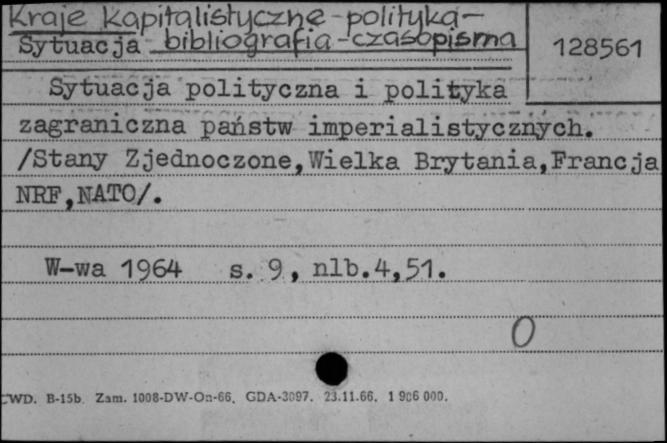 Kraje kapitalistyczne - polityka -
Sytuacja - bibliografia - czasopisma
128561
Sytuacja polityczna i polityka
zagraniczna państw imperialistycznych.
/Stany Zjednoczone,Wielka Brytania,Francja
NRF,NATO/.
W-wa 1964 s. 9, nlb.4,51.
0
CWD. B-15b. Zam. 1008-DW-On-66. GDA-3097. 23.11.66. 1 906 000.